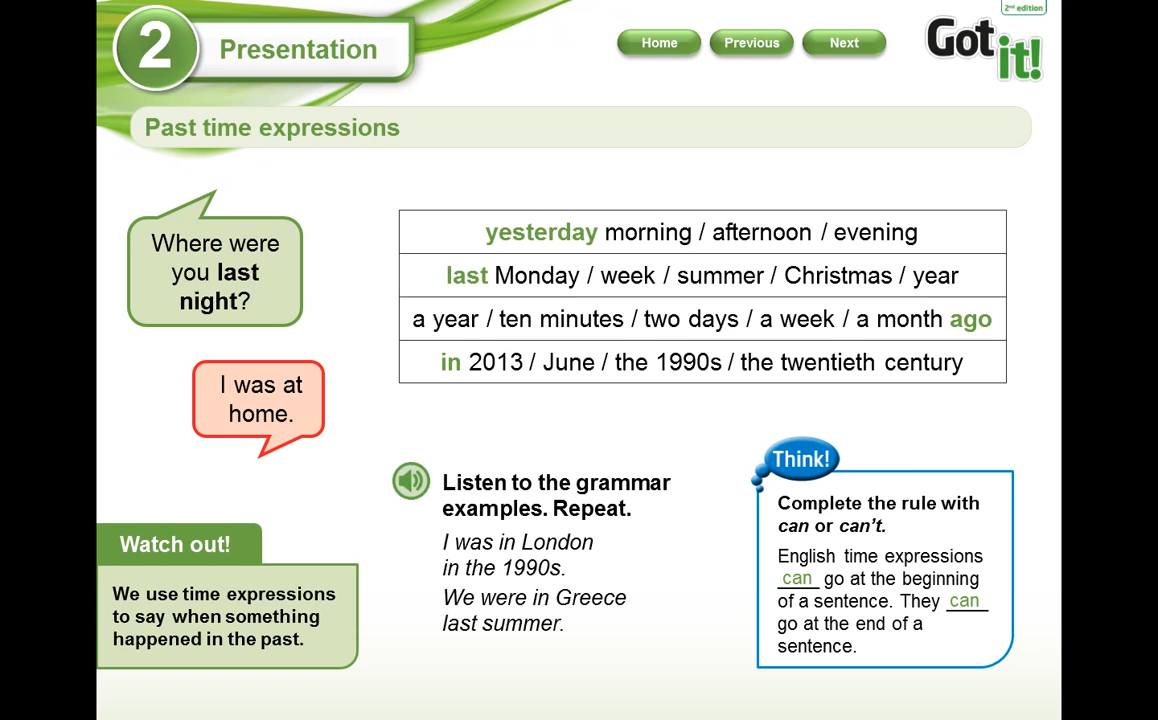 2nd edition
2
Presentation
Home
Previous
Next
Got it!
Past time expressions
Where were
you last
night?
I was at
home.
yesterday morning / afternoon / evening
last Monday / week / summer / Christmas / year
a year / ten minutes / two days / a week / a month ago
in 2013 / June / the 1990s / the twentieth century
Watch out!
We use time expressions
to say when something
happened in the past.
Listen to the grammar
examples. Repeat.
I was in London
in the 1990s.
We were in Greece
last summer.
Think!
Complete the rule with
can or can't.
English time expressions
can go at the beginning
of a sentence. They can
go at the end of a
sentence.